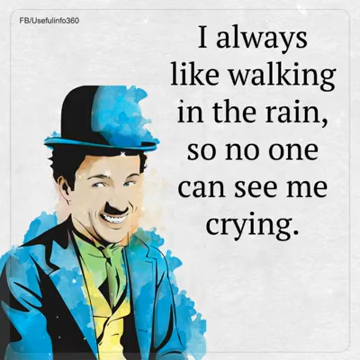 FB/Usefulinfo360
I always
like walking
in the rain,
so no one
can see me
crying.